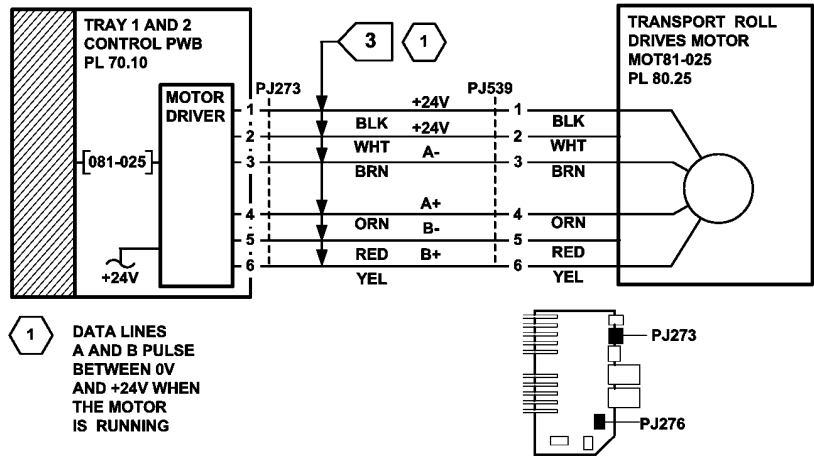 TRAY 1 AND 2
CONTROL PWB
PL 70.10
3
1
TRANSPORT ROLL
DRIVES MOTOR
MOT81-025
PL 80.25
MOTOR
DRIVER
PJ273
PJ539
1 +24V 1
BLK +24V BLK
2 2
WHT A- WHT
[081-025] 3 3
BRN BRN
A+
4 4
ORN B- ORN
5 5
RED B+ RED
+24V
6 6
YEL YEL
1
DATA LINES
A AND B PULSE
BETWEEN 0V
AND +24V WHEN
THE MOTOR
IS RUNNING
PJ273
PJ276